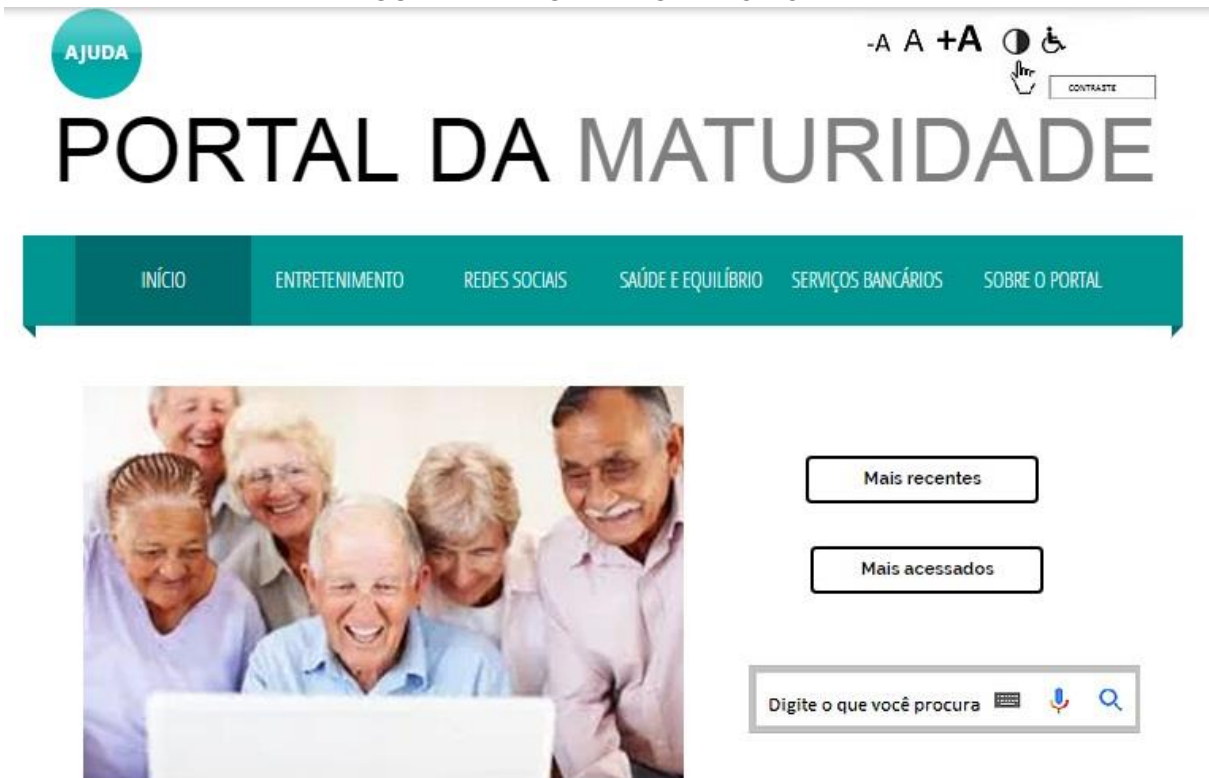 AJUDA
-A A +A
CONTRASTE
PORTAL DA MATURIDADE
INÍCIO ENTRETENIMENTO REDES SOCIAIS SAÚDE E EQUILÍBRIO SERVIÇOS BANCÁRIOS SOBRE O PORTAL
Mais recentes
Mais acessados
Digite o que você procura